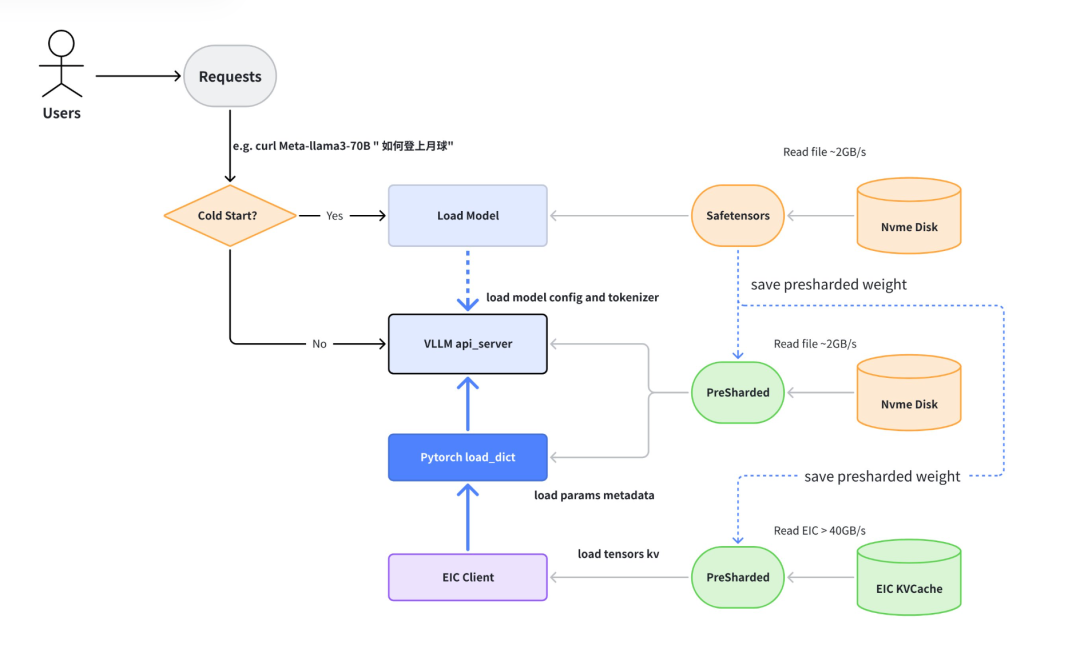 Users
Requests
e.g. curl Meta-llama3-70B " 如何登上月球"
Cold Start?
Yes
Load Model
Safetensors
Read file ~2GB/s
Nvme Disk
save presharded weight
load model config and tokenizer
No
VLLM api_server
Read file ~2GB/s
PreSharded
Nvme Disk
Pytorch load_dict
load params metadata
save presharded weight
Read EIC > 40GB/s
load tensors kv
EIC Client
PreSharded
EIC KVCache